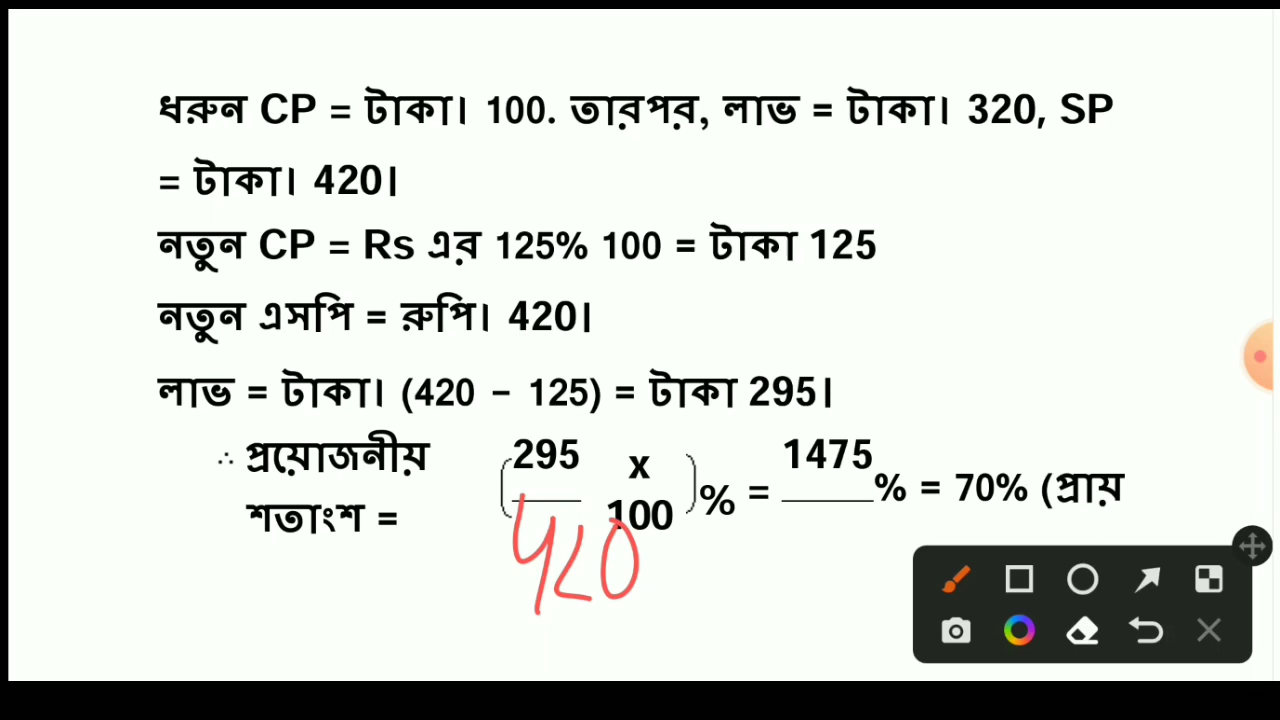 ধরুন CP = টাকা। 100. তারপর, লাভ = টাকা। 320, SP
= টাকা। 420।
নতুন CP = Rs এর 125% 100 = টাকা 125
নতুন এসপি = রুপি। 420।
লাভ = টাকা। (420 – 125) = টাকা 295।
∴ প্রয়োজনীয় (295 x ) 1475
শতাংশ = 420 100 % = % = 70% (প্রায়